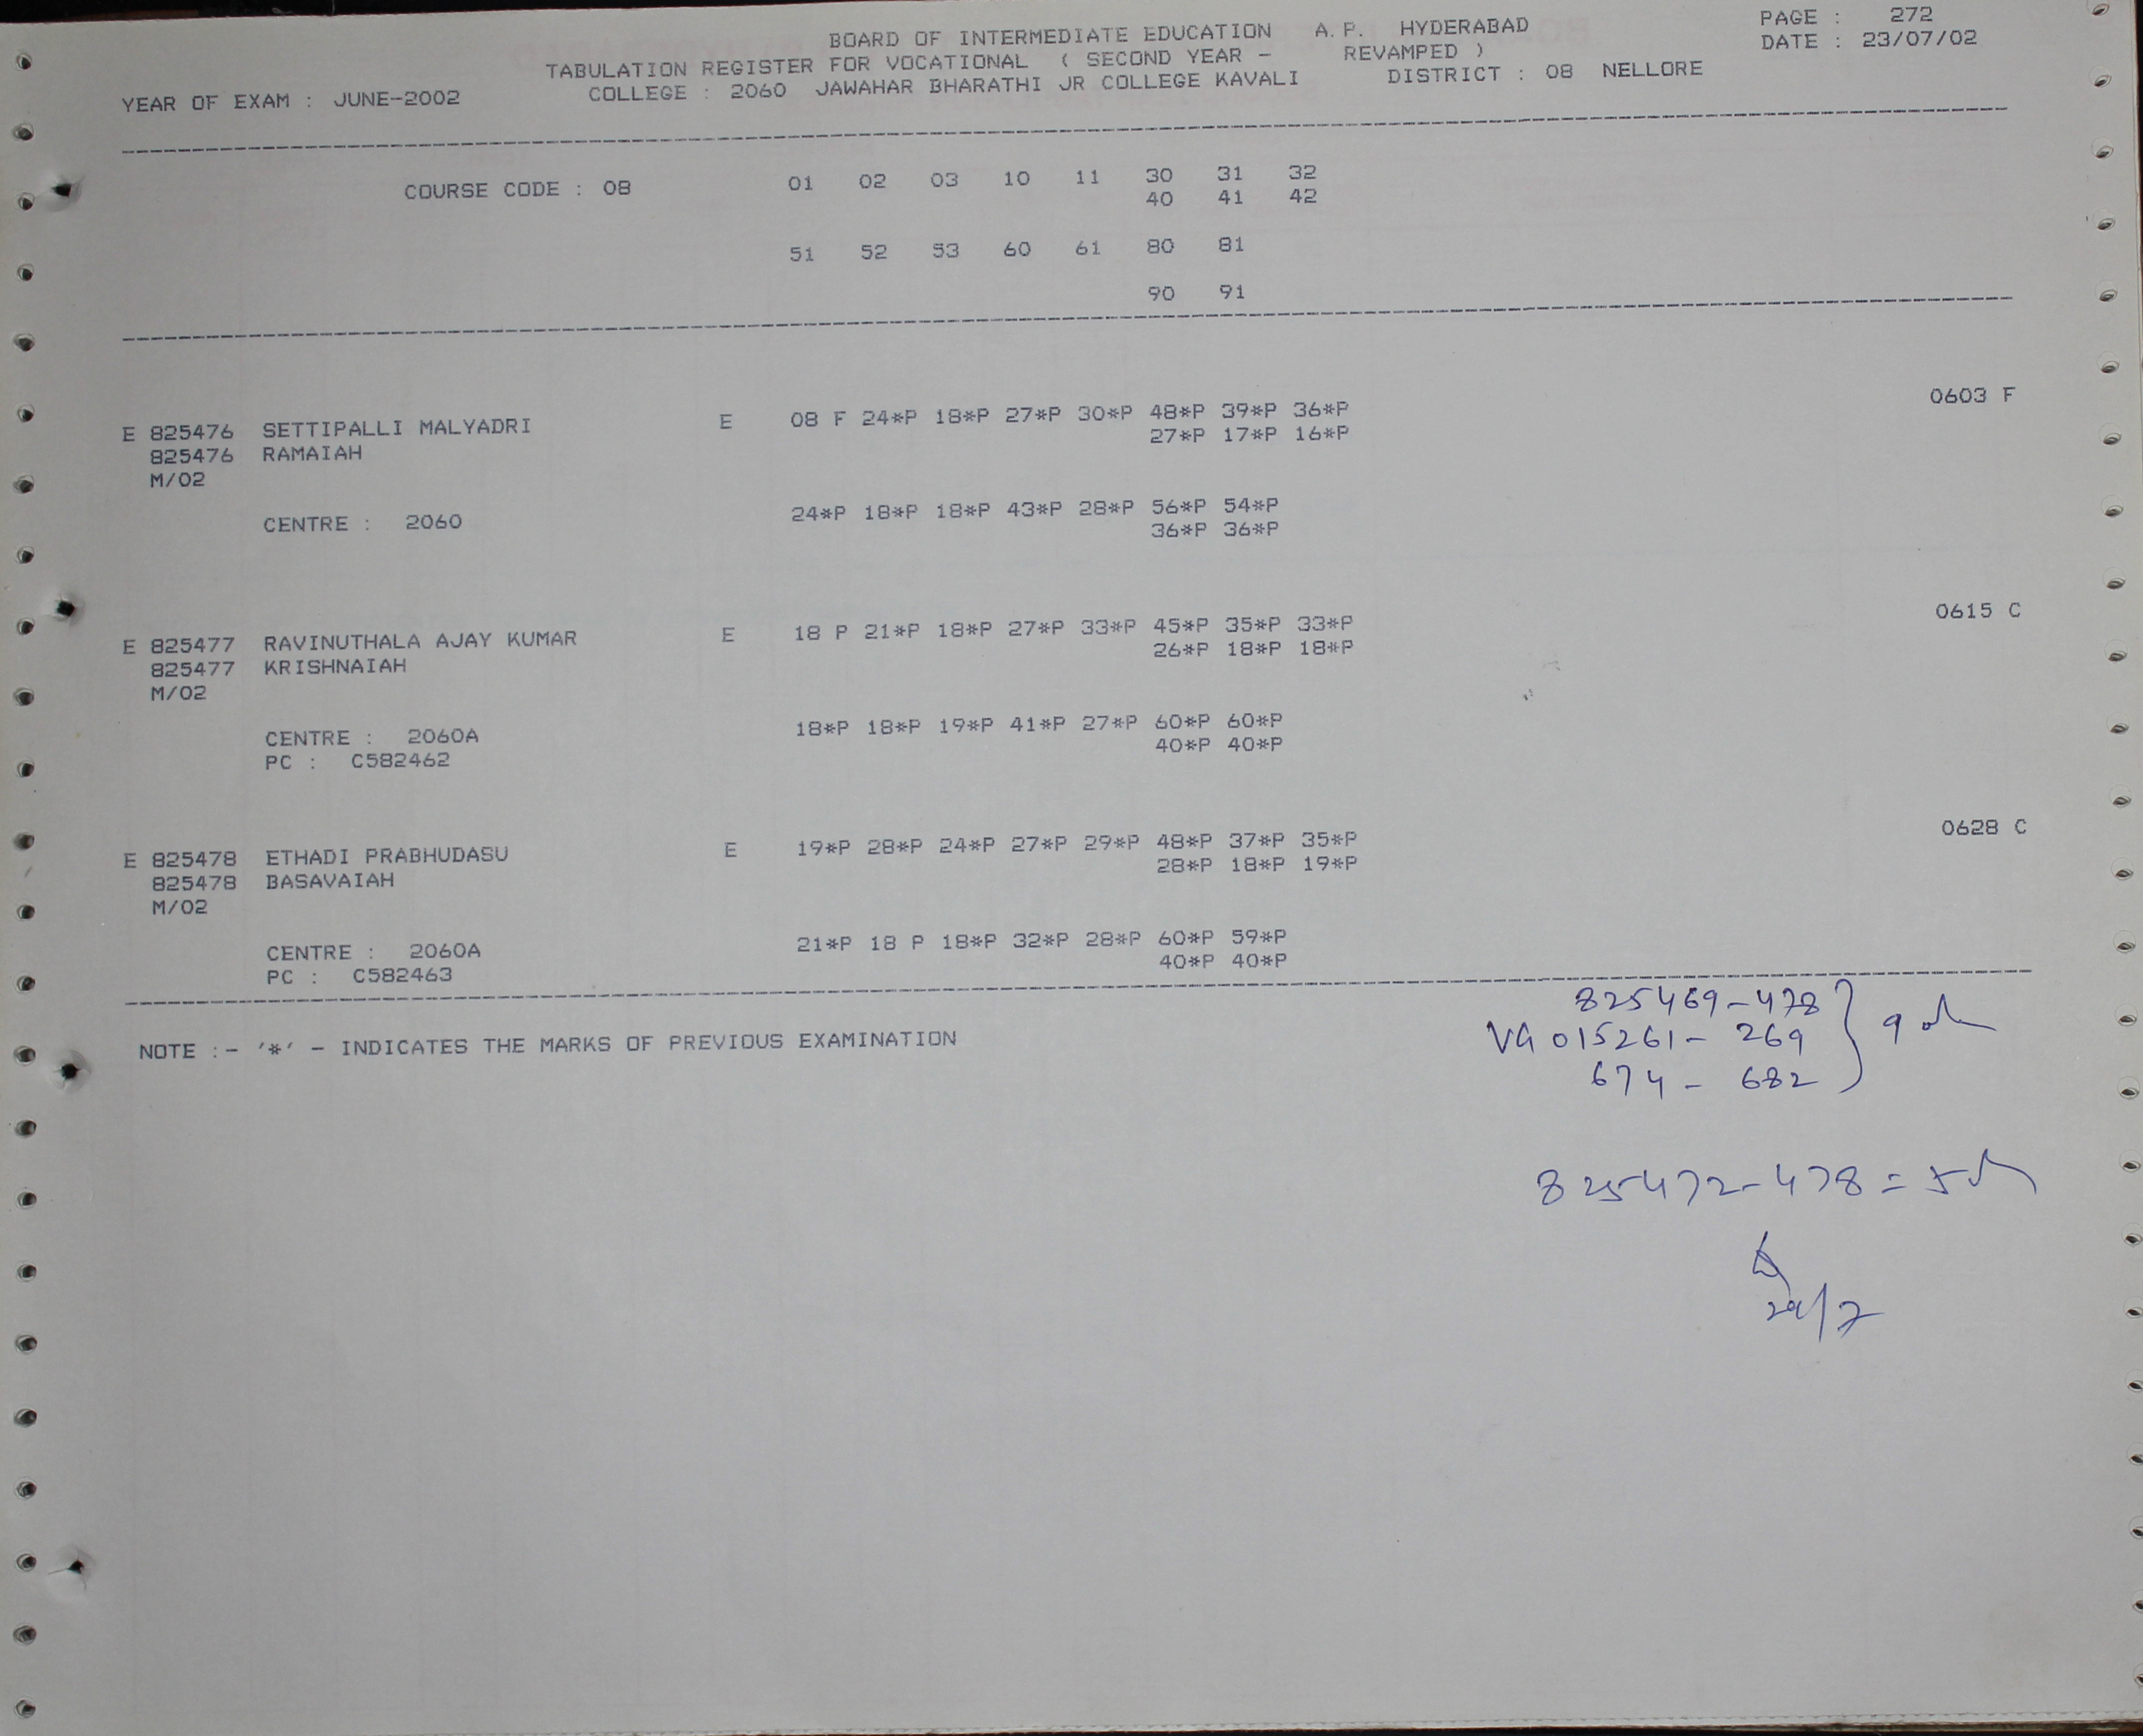 BOARD OF INTERMEDIATE EDUCATION A.P. HYDERABAD PAGE : 272
TABULATION REGISTER FOR VOCATIONAL ( SECOND YEAR - REVAMPED ) DATE : 23/07/02
YEAR OF EXAM : JUNE-2002 COLLEGE : 2060 JAWAHAR BHARATHI JR COLLEGE KAVALI DISTRICT : 08 NELLORE
COURSE CODE : 08 01 02 03 10 11 30 31 32
40 41 42
51 52 53 60 61 80 81
90 91
E 825476 SETTIPALLI MALYADRI E 08 F 24*P 18*P 27*P 30*P 48*P 39*P 36*P 0603 F
825476 RAMAIAH 27*P 17*P 16*P
M/02
CENTRE : 2060 24*P 18*P 18*P 43*P 28*P 56*P 54*P
36*P 36*P
E 825477 RAVINUTHALA AJAY KUMAR E 18 P 21*P 18*P 27*P 33*P 45*P 35*P 33*P 0615 C
825477 KRISHNAIAH 26*P 18*P 18*P
M/02
CENTRE : 2060A 18*P 18*P 19*P 41*P 27*P 60*P 60*P
PC : C582462 40*P 40*P
E 825478 ETHADI PRABHUDASU E 19*P 28*P 24*P 27*P 29*P 48*P 37*P 35*P 0628 C
825478 BASAVAIAH 28*P 18*P 19*P
M/02
CENTRE : 2060A 21*P 18 P 18*P 32*P 28*P 60*P 59*P
PC : C582463 40*P 40*P
NOTE :- '*' - INDICATES THE MARKS OF PREVIOUS EXAMINATION
825469-478
VG 015261- 269 } 9
674 - 682
825472-478 = 5